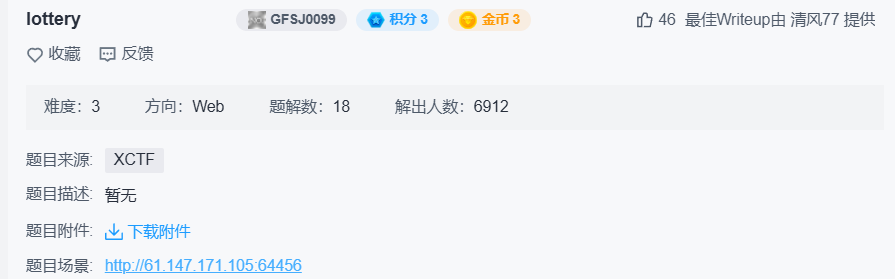 lottery GFSJ0099 积分 3 金币 3 46 最佳Writeup由 清风77 提供
收藏 反馈
难度：3 方向：Web 题解数：18 解出人数：6912
题目来源: XCTF
题目描述: 暂无
题目附件: 下载附件
题目场景: http://61.147.171.105:64456